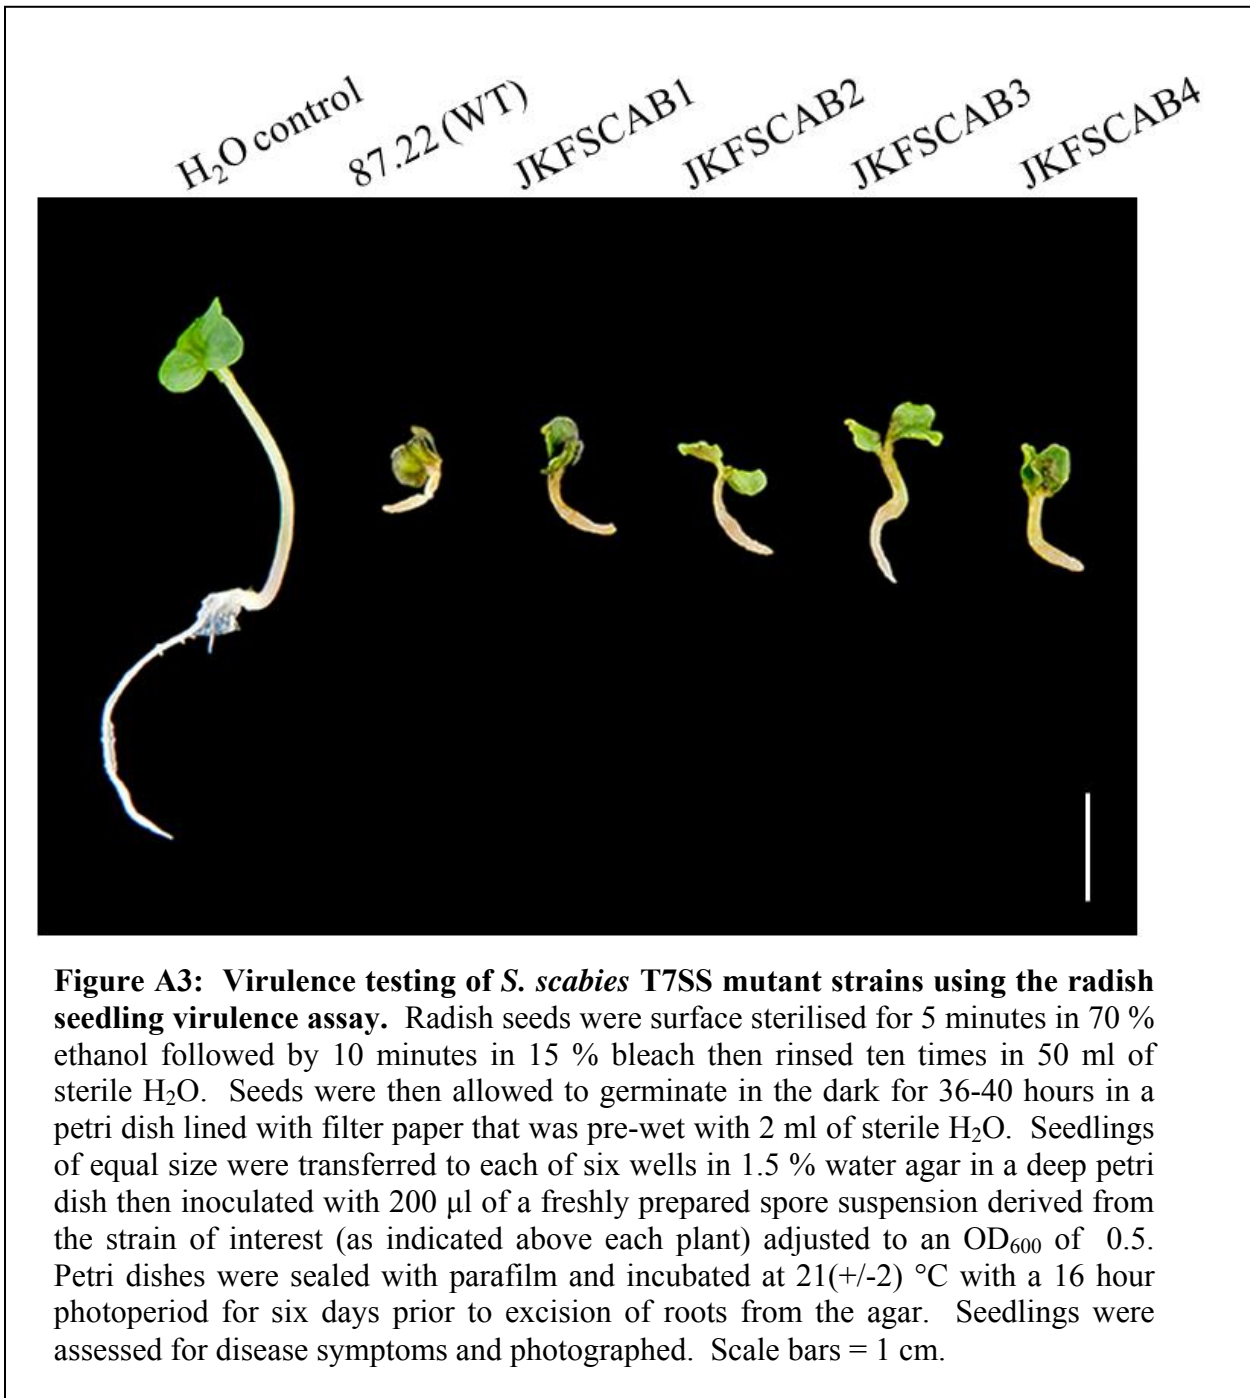 H₂O control
87.22 (WT)
JKFSCAB1
JKFSCAB2
JKFSCAB3
JKFSCAB4
Figure A3:  Virulence testing of S. scabies T7SS mutant strains using the radish
seedling virulence assay.  Radish seeds were surface sterilised for 5 minutes in 70 %
ethanol followed by 10 minutes in 15 % bleach then rinsed ten times in 50 ml of
sterile H₂O.  Seeds were then allowed to germinate in the dark for 36-40 hours in a
petri dish lined with filter paper that was pre-wet with 2 ml of sterile H₂O.  Seedlings
of equal size were transferred to each of six wells in 1.5 % water agar in a deep petri
dish then inoculated with 200 μl of a freshly prepared spore suspension derived from
the strain of interest (as indicated above each plant) adjusted to an OD₆₀₀ of  0.5.
Petri dishes were sealed with parafilm and incubated at 21(+/-2) °C with a 16 hour
photoperiod for six days prior to excision of roots from the agar.  Seedlings were
assessed for disease symptoms and photographed.  Scale bars = 1 cm.